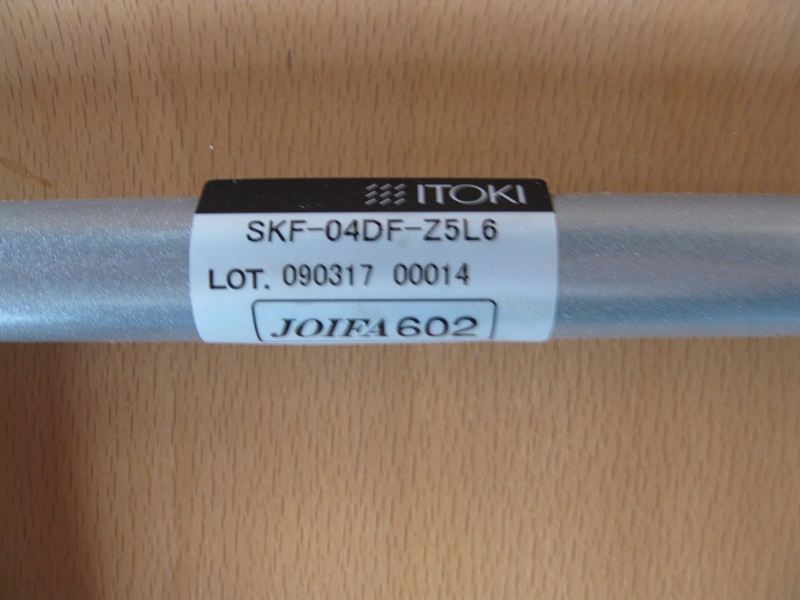 ITOKI
SKF-04DF-Z5L6
LOT. 090317 00014
JOIFA 602